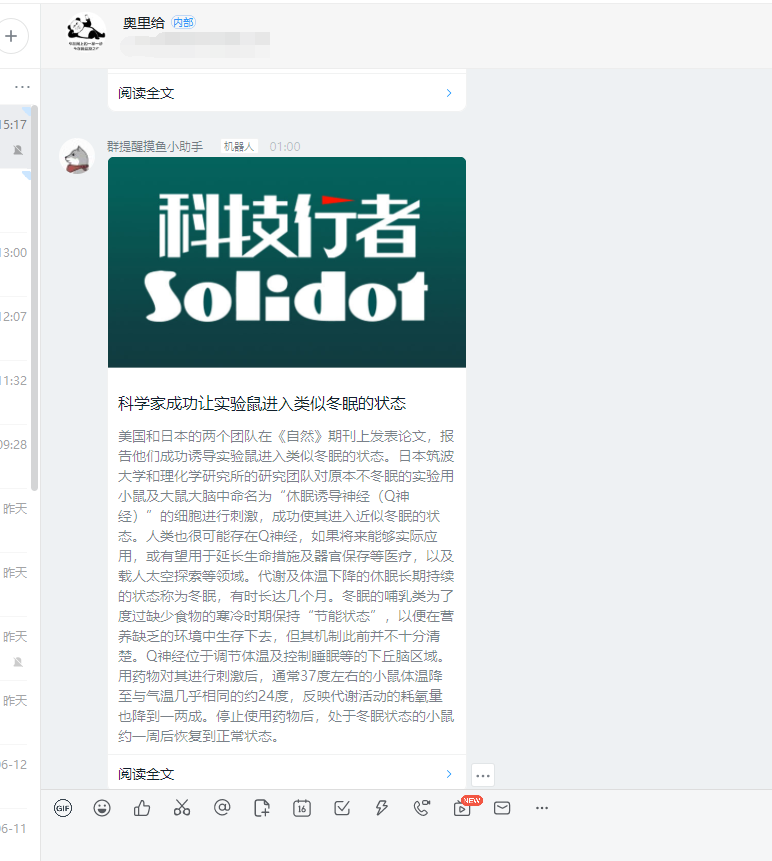 奥里给 内部
阅读全文
15:17
群提醒摸鱼小助手 机器人 01:00
科技行者
Solidot
13:00
12:07
11:32
09:28
昨天
昨天
昨天
昨天
06-12
06-11
科学家成功让实验鼠进入类似冬眠的状态
美国和日本的两个团队在《自然》期刊上发表论文，报
告他们成功诱导实验鼠进入类似冬眠的状态。日本筑波
大学和理化学研究所的研究团队对原本不冬眠的实验用
小鼠及大鼠大脑中命名为“休眠诱导神经（Q神
经）”的细胞进行刺激，成功使其进入近似冬眠的状
态。人类也很可能存在Q神经，如果将来能够实际应
用，或有望用于延长生命措施及器官保存等医疗，以及
载人太空探索等领域。代谢及体温下降的休眠长期持续
的状态称为冬眠，有时长达几个月。冬眠的哺乳类为了
度过缺少食物的寒冷时期保持“节能状态”，以便在营
养缺乏的环境中生存下去，但其机制此前并不十分清
楚。Q神经位于调节体温及控制睡眠等的下丘脑区域。
用药物对其进行刺激后，通常37度左右的小鼠体温降
至与气温几乎相同的约24度，反映代谢活动的耗氧量
也降到一两成。停止使用药物后，处于冬眠状态的小鼠
约一周后恢复到正常状态。
阅读全文
GIF
16
NEW